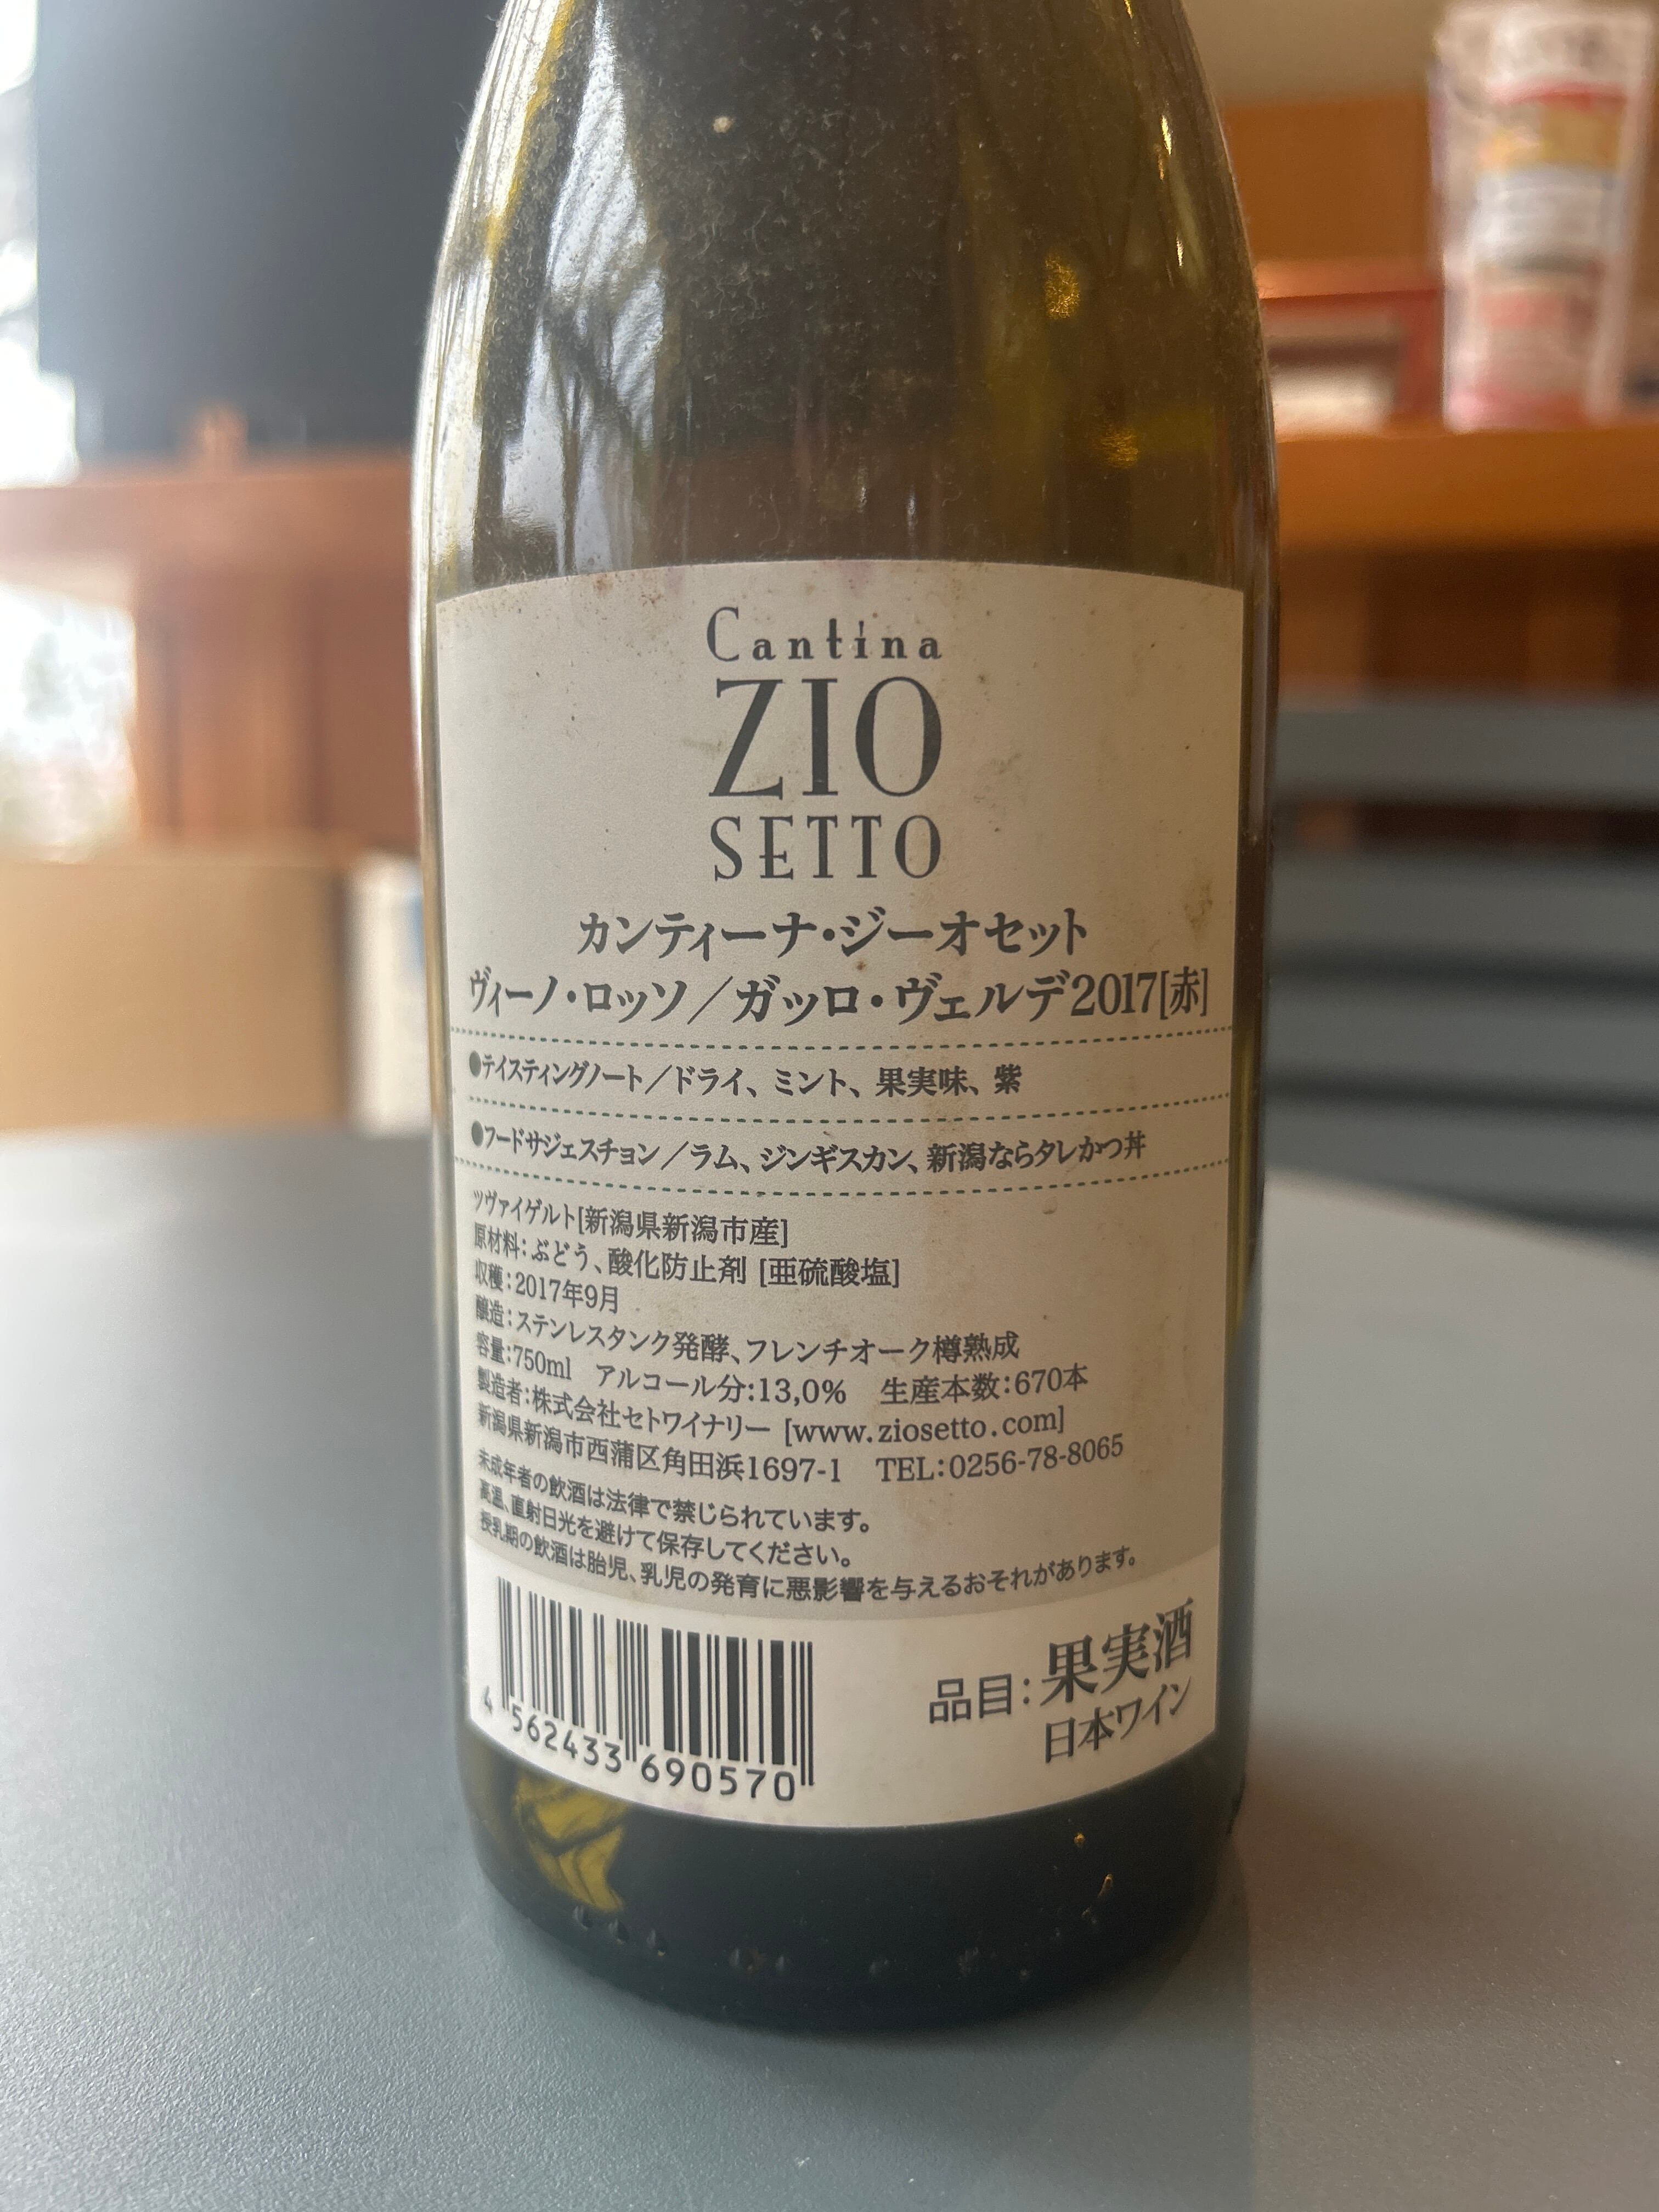 Cantina
ZIO
SETTO
カンティーナ・ジーオセット
ヴィーノ・ロッソ／ガッロ・ヴェルデ2017[赤]
●テイスティングノート／ドライ、ミント、果実味、紫
●フードサジェスチョン／ラム、ジンギスカン、新潟ならタレかつ丼
ツヴァイゲルト[新潟県新潟市産]
原材料：ぶどう、酸化防止剤 [亜硫酸塩]
収穫：2017年9月
醸造：ステンレスタンク発酵、フレンチオーク樽熟成
容量：750ml　アルコール分：13,0%　生産本数：670本
製造者：株式会社セトワイナリー [www.ziosetto.com]
新潟県新潟市西蒲区角田浜1697-1　TEL：0256-78-8065
未成年者の飲酒は法律で禁じられています。
高温、直射日光を避けて保存してください。
授乳期の飲酒は胎児、乳児の発育に悪影響を与えるおそれがあります。
4 562433 690570
品目：果実酒
日本ワイン